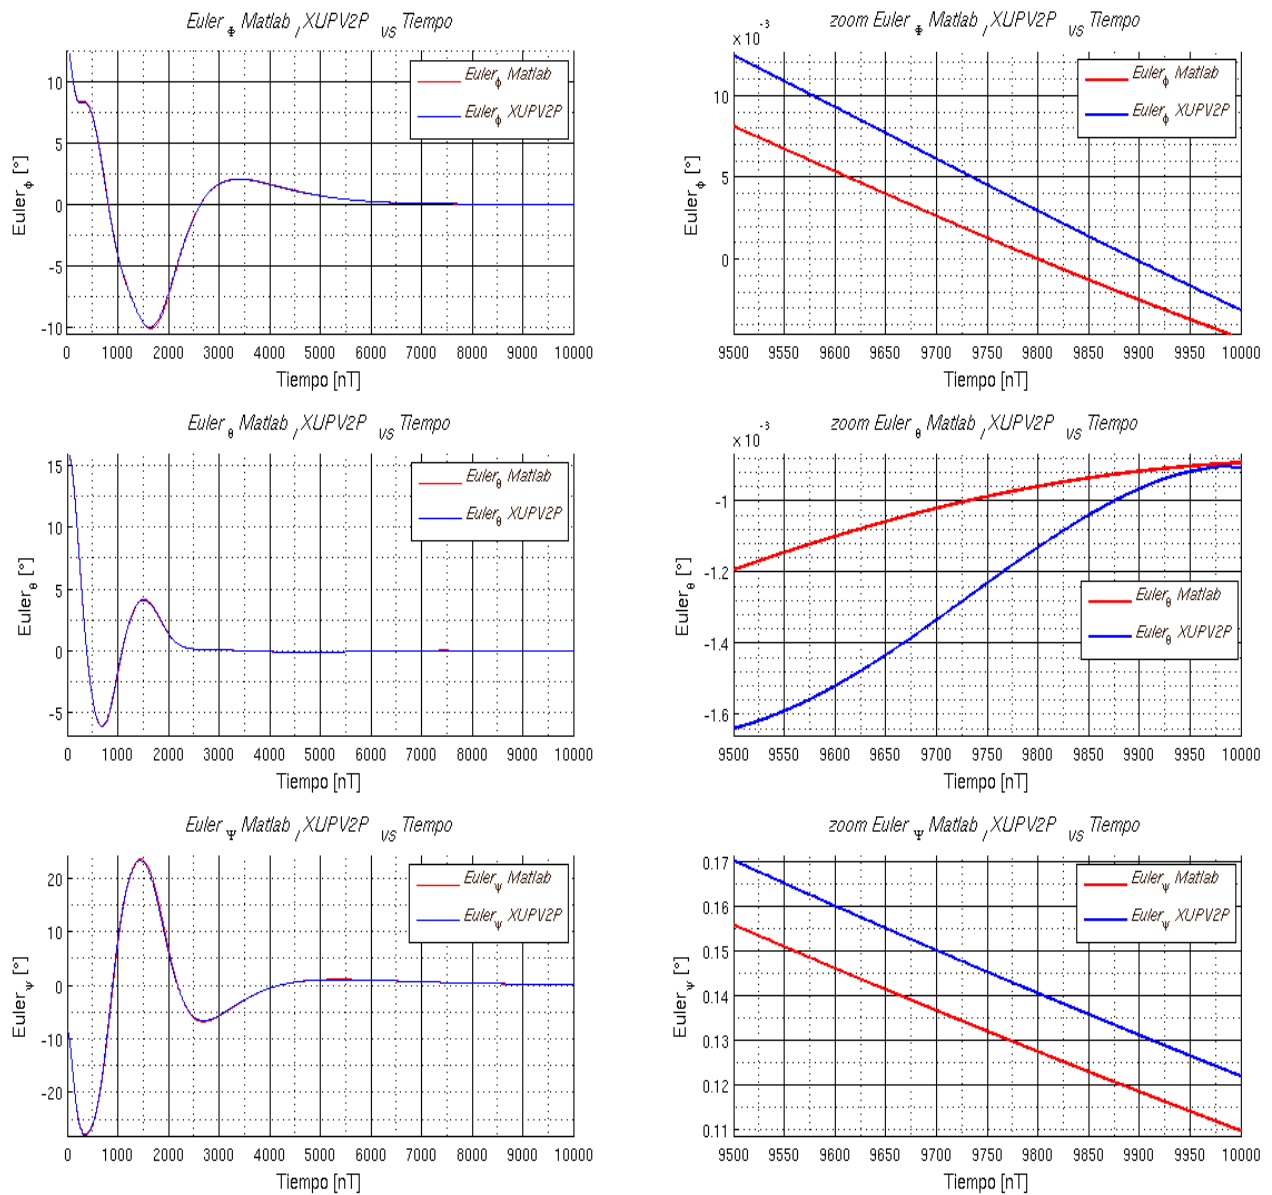 Euler Φ Matlab / XUPV2P vs Tiempo
10
5
0
-5
-10
Euler ϕ [°]
Euler ϕ Matlab
Euler ϕ XUPV2P
0 1000 2000 3000 4000 5000 6000 7000 8000 9000 10000
Tiempo [nT]
zoom Euler Φ Matlab / XUPV2P vs Tiempo
x 10 -3
10
5
0
Euler ϕ [°]
Euler ϕ Matlab
Euler ϕ XUPV2P
9500 9550 9600 9650 9700 9750 9800 9850 9900 9950 10000
Tiempo [nT]
Euler θ Matlab / XUPV2P vs Tiempo
15
10
5
0
-5
Euler θ [°]
Euler θ Matlab
Euler θ XUPV2P
0 1000 2000 3000 4000 5000 6000 7000 8000 9000 10000
Tiempo [nT]
zoom Euler θ Matlab / XUPV2P vs Tiempo
x 10 -3
-1
-1.2
-1.4
-1.6
Euler θ [°]
Euler θ Matlab
Euler θ XUPV2P
9500 9550 9600 9650 9700 9750 9800 9850 9900 9950 10000
Tiempo [nT]
Euler Ψ Matlab / XUPV2P vs Tiempo
20
10
0
-10
-20
Euler ψ [°]
Euler ψ Matlab
Euler ψ XUPV2P
0 1000 2000 3000 4000 5000 6000 7000 8000 9000 10000
Tiempo [nT]
zoom Euler Ψ Matlab / XUPV2P vs Tiempo
0.17
0.16
0.15
0.14
0.13
0.12
0.11
Euler ψ [°]
Euler ψ Matlab
Euler ψ XUPV2P
9500 9550 9600 9650 9700 9750 9800 9850 9900 9950 10000
Tiempo [nT]